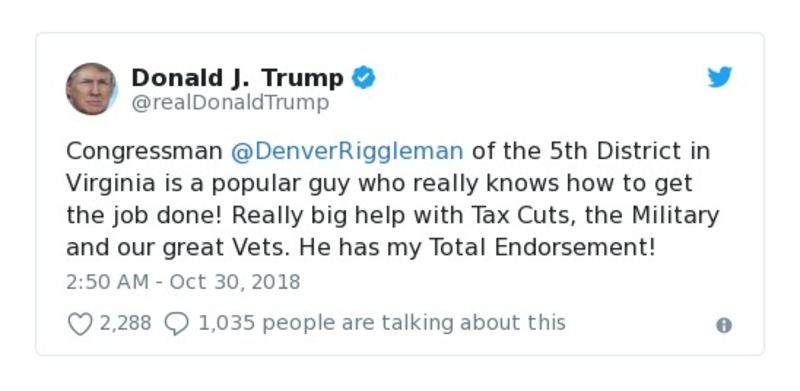 Donald J. Trump
@realDonaldTrump
Congressman @DenverRiggleman of the 5th District in
Virginia is a popular guy who really knows how to get
the job done! Really big help with Tax Cuts, the Military
and our great Vets. He has my Total Endorsement!
2:50 AM - Oct 30, 2018
2,288 1,035 people are talking about this